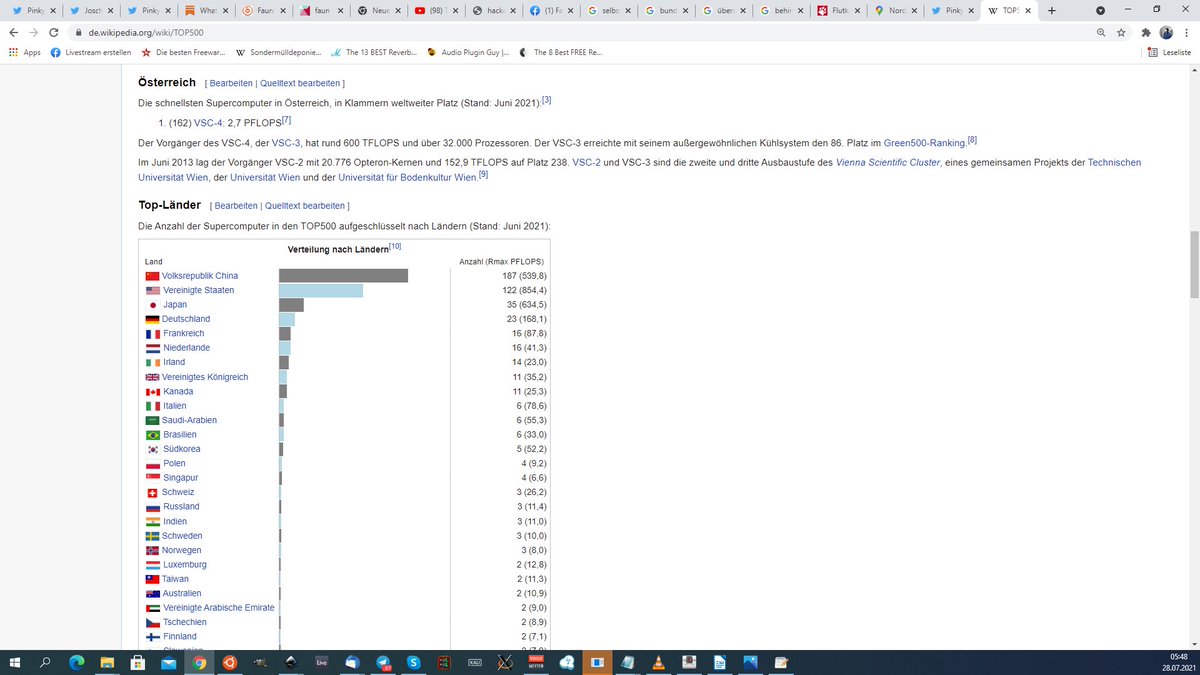 Pinky
Josch
Pinky
What
Faun
faun
Neue
(98) T
hack
(1) Fa
selbs
bund
über
behi
Flutk
Nord
Pinky
TOP5
de.wikipedia.org/wiki/TOP500
Apps Livestream erstellen Die besten Freewar... Sondermülldeponie... The 13 BEST Reverb... Audio Plugin Guy |... The 8 Best FREE Re... Leseliste
Österreich [ Bearbeiten | Quelltext bearbeiten ]
Die schnellsten Supercomputer in Österreich, in Klammern weltweiter Platz (Stand: Juni 2021):[3]
1. (162) VSC-4: 2,7 PFLOPS[7]
Der Vorgänger des VSC-4, der VSC-3, hat rund 600 TFLOPS und über 32.000 Prozessoren. Der VSC-3 erreichte mit seinem außergewöhnlichen Kühlsystem den 86. Platz im Green500-Ranking.[8]
Im Juni 2013 lag der Vorgänger VSC-2 mit 20.776 Opteron-Kernen und 152,9 TFLOPS auf Platz 238. VSC-2 und VSC-3 sind die zweite und dritte Ausbaustufe des Vienna Scientific Cluster, eines gemeinsamen Projekts der Technischen
Universität Wien, der Universität Wien und der Universität für Bodenkultur Wien.[9]
Top-Länder [ Bearbeiten | Quelltext bearbeiten ]
Die Anzahl der Supercomputer in den TOP500 aufgeschlüsselt nach Ländern (Stand: Juni 2021):
Verteilung nach Ländern[10]
Land Anzahl (Rmax PFLOPS)
Volksrepublik China 187 (539,8)
Vereinigte Staaten 122 (854,4)
Japan 35 (634,5)
Deutschland 23 (168,1)
Frankreich 16 (87,8)
Niederlande 16 (41,3)
Irland 14 (23,0)
Vereinigtes Königreich 11 (35,2)
Kanada 11 (25,3)
Italien 6 (78,6)
Saudi-Arabien 6 (55,3)
Brasilien 6 (33,0)
Südkorea 5 (52,2)
Polen 4 (9,2)
Singapur 4 (6,6)
Schweiz 3 (26,2)
Russland 3 (11,4)
Indien 3 (11,0)
Schweden 3 (10,0)
Norwegen 3 (8,0)
Luxemburg 2 (12,8)
Taiwan 2 (11,3)
Australien 2 (10,9)
Vereinigte Arabische Emirate 2 (9,0)
Tschechien 2 (8,9)
Finnland 2 (7,1)
Live
05:48
28.07.2021